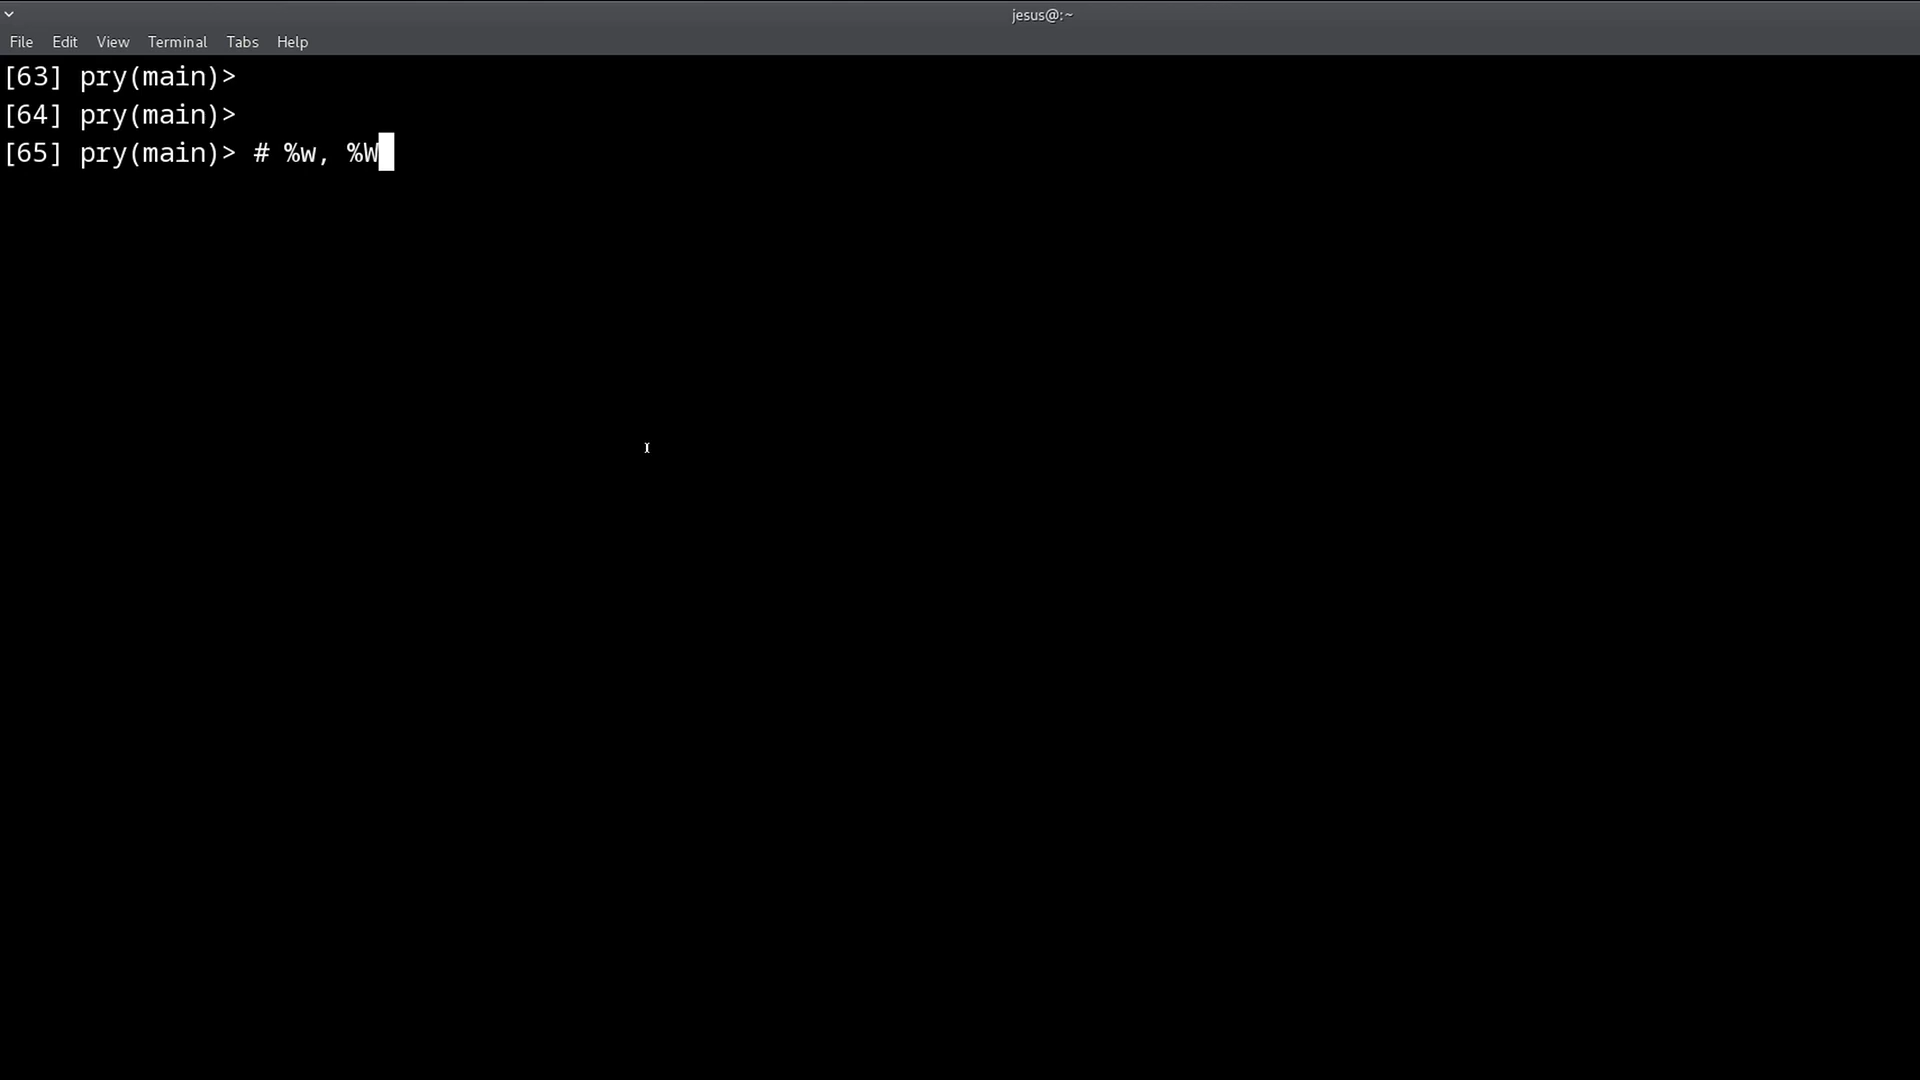 jesus@:~
File Edit View Terminal Tabs Help
[63] pry(main)>
[64] pry(main)>
[65] pry(main)> # %w, %W